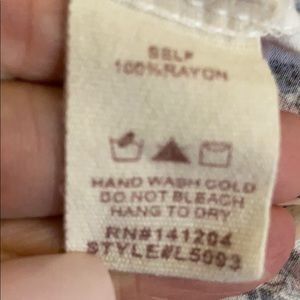 SELF
100%RAYON
HAND WASH COLD
DO NOT BLEACH
HANG TO DRY
RN#141204
STYLE#L5093